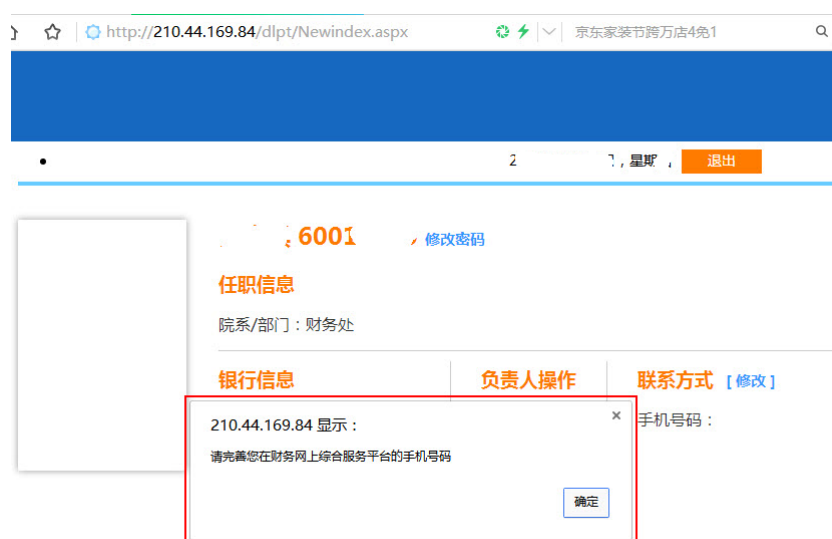 http://210.44.169.84/dlpt/Newindex.aspx 京东家装节跨万店4免1
2 ,星期 , 退出
6001 修改密码
任职信息
院系/部门：财务处
银行信息 负责人操作 联系方式 [ 修改 ]
210.44.169.84 显示： × 手机号码：
请完善您在财务网上综合服务平台的手机号码
确定